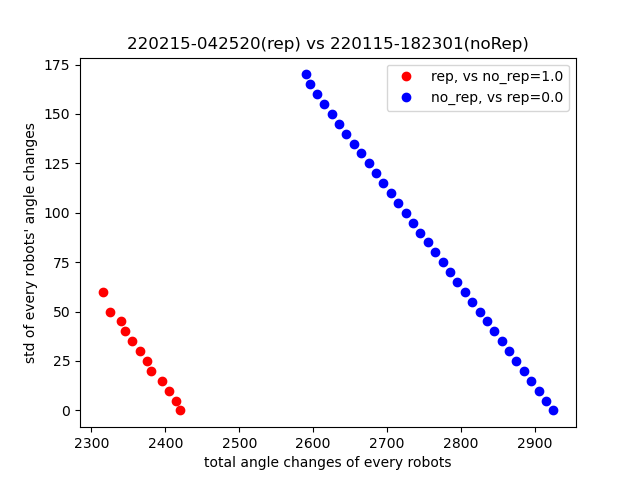 220215-042520(rep) vs 220115-182301(noRep)
rep, vs no_rep=1.0
no_rep, vs rep=0.0
std of every robots' angle changes
175
150
125
100
75
50
25
0
2300 2400 2500 2600 2700 2800 2900
total angle changes of every robots